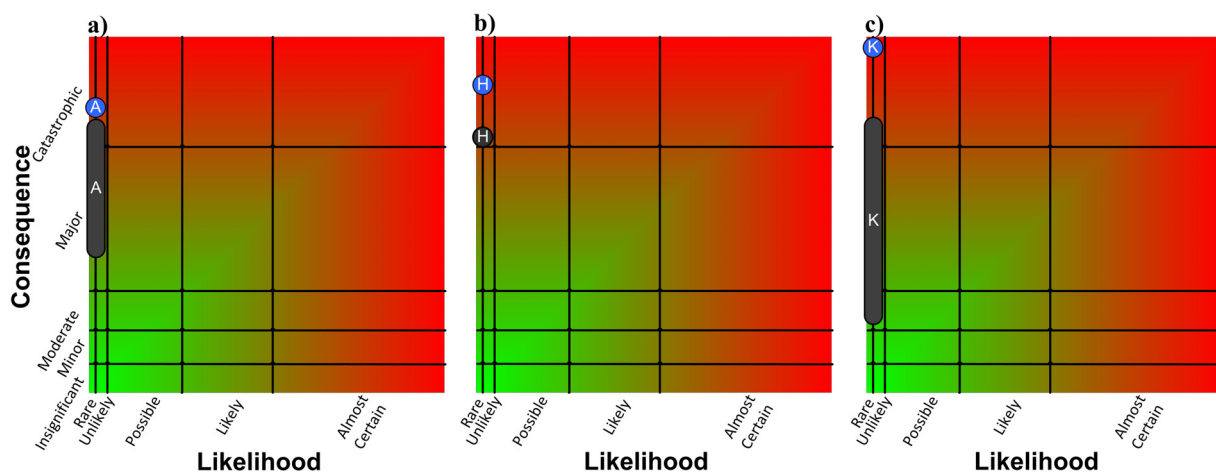 a)
b)
c)
Consequence
Catastrophic
Major
Moderate
Minor
Insignificant
A
A
H
H
K
K
Rare
Unlikely
Possible
Likely
Almost
Certain
Rare
Unlikely
Possible
Likely
Almost
Certain
Rare
Unlikely
Possible
Likely
Almost
Certain
Likelihood
Likelihood
Likelihood